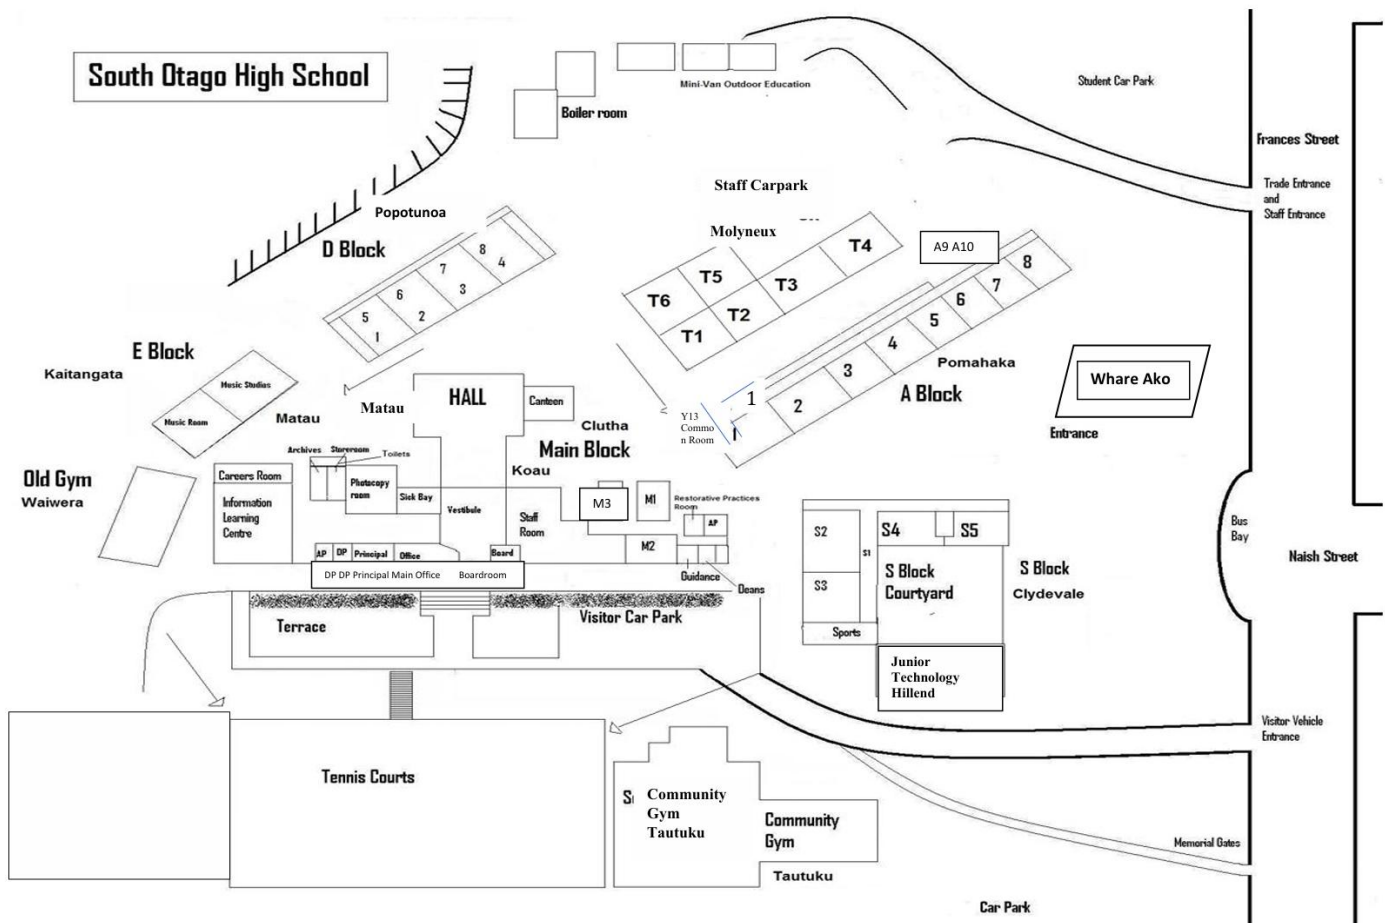 South Otago High School
Boiler room
Mini-Van Outdoor Education
Student Car Park
Frances Street
Trade Entrance
and
Staff Entrance
Staff Carpark
Popotunoa
D Block
5
6
7
8
1
2
3
4
Molyneux
T6
T5
T4
T3
T2
T1
A9 A10
8
7
6
5
4
3
2
1
Pomahaka
A Block
Y13
Commo
n Room
Whare Ako
Entrance
E Block
Kaitangata
Music Studios
Music Room
Matau
Matau
HALL
Canteen
Clutha
Main Block
Koau
Old Gym
Waiwera
Careers Room
Information
Learning
Centre
Archives
Storeroom
Toilets
Photocopy
room
Sick Bay
Vestibule
Staff
Room
M3
M1
Restorative Practices
Room
AP
M2
AP
DP
Principal
Office
Board
DP DP Principal Main Office Boardroom
Guidance
Deans
S2
S1
S3
S4
S5
S Block
Courtyard
S Block
Clydevale
Sports
Junior
Technology
Hillend
Bus
Bay
Naish Street
Terrace
Visitor Car Park
Visitor Vehicle
Entrance
Tennis Courts
Community
Gym
Tautuku
Community
Gym
Tautuku
Memorial Gates
Car Park